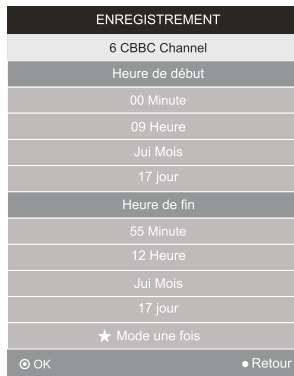 ENREGISTREMENT
6 CBBC Channel
Heure de début
00 Minute
09 Heure
Jui Mois
17 jour
Heure de fin
55 Minute
12 Heure
Jui Mois
17 jour
★ Mode une fois
OK
Retour